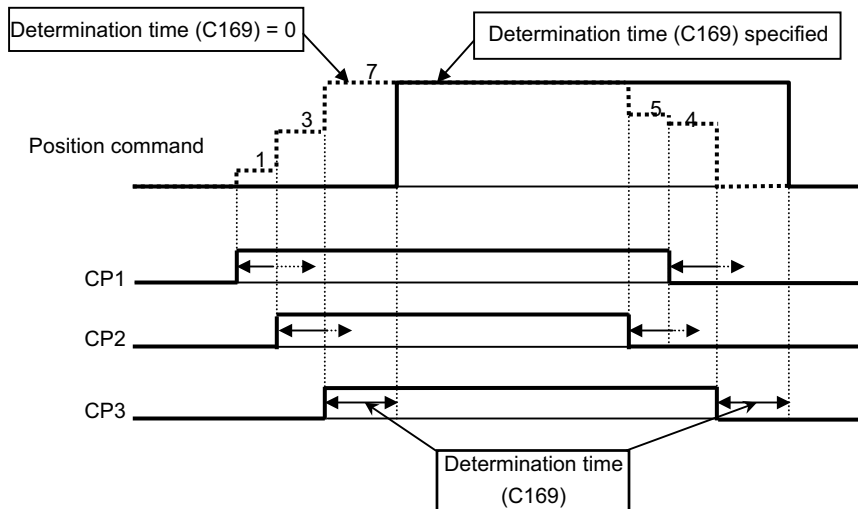 Determination time (C169) = 0
Determination time (C169) specified
7
3
5
4
1
Position command
CP1
CP2
CP3
Determination time
(C169)